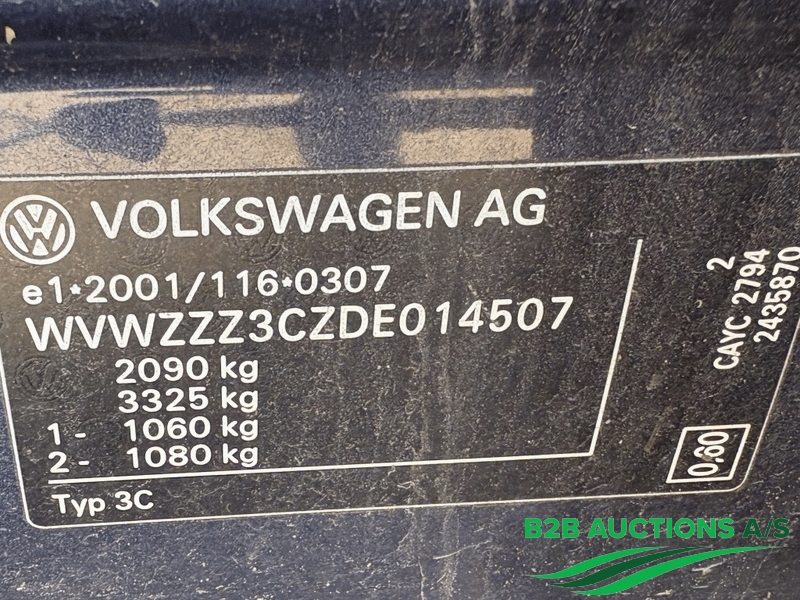 VOLKSWAGEN AG
e1*2001/116*0307
WVWZZZ3CZDE014507
2090 kg
3325 kg
1 - 1060 kg
2 - 1080 kg
Typ 3C
2
CAYC 2794
2435870
0,60
B2B AUCTIONS A/S